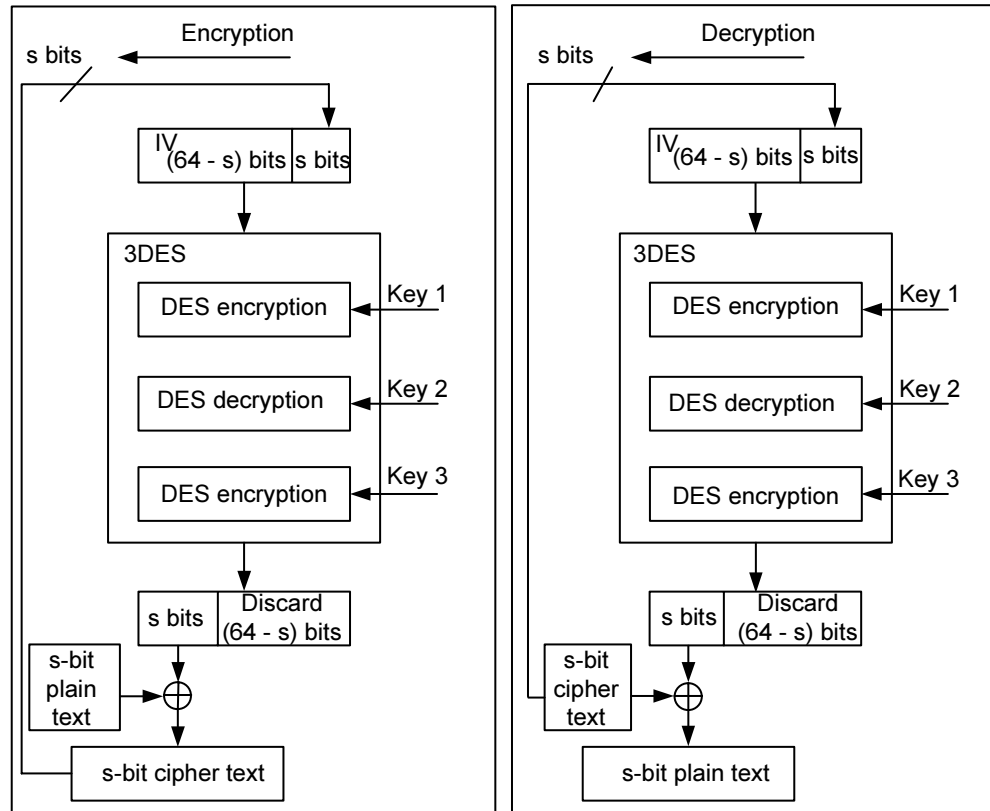 Encryption
s bits
IV
(64 - s) bits
s bits
3DES
DES encryption
Key 1
DES decryption
Key 2
DES encryption
Key 3
s bits
Discard
(64 - s) bits
s-bit
plain
text
s-bit cipher text
Decryption
s bits
IV
(64 - s) bits
s bits
3DES
DES encryption
Key 1
DES decryption
Key 2
DES encryption
Key 3
s bits
Discard
(64 - s) bits
s-bit
cipher
text
s-bit plain text